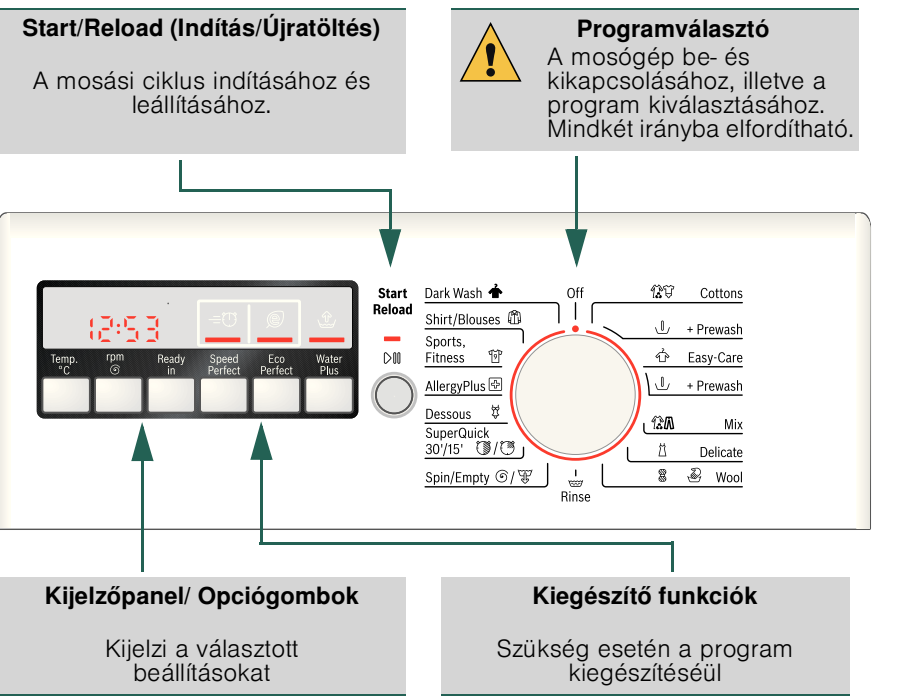 Start/Reload (Indítás/Újratöltés)
A mosási ciklus indításához és
leállításához.
Programválasztó
A mosógép be- és
kikapcsolásához, illetve a
program kiválasztásához.
Mindkét irányba elfordítható.
12:53
Temp.
°C
rpm
Ready
in
Speed
Perfect
Eco
Perfect
Water
Plus
Start
Reload
Dark Wash
Shirt/Blouses
Sports,
Fitness
AllergyPlus
Dessous
SuperQuick
30'/15'
Spin/Empty
Off
Rinse
Cottons
+ Prewash
Easy-Care
+ Prewash
Mix
Delicate
Wool
Kijelzőpanel/ Opciógombok
Kijelzi a választott
beállításokat
Kiegészítő funkciók
Szükség esetén a program
kiegészítéséül